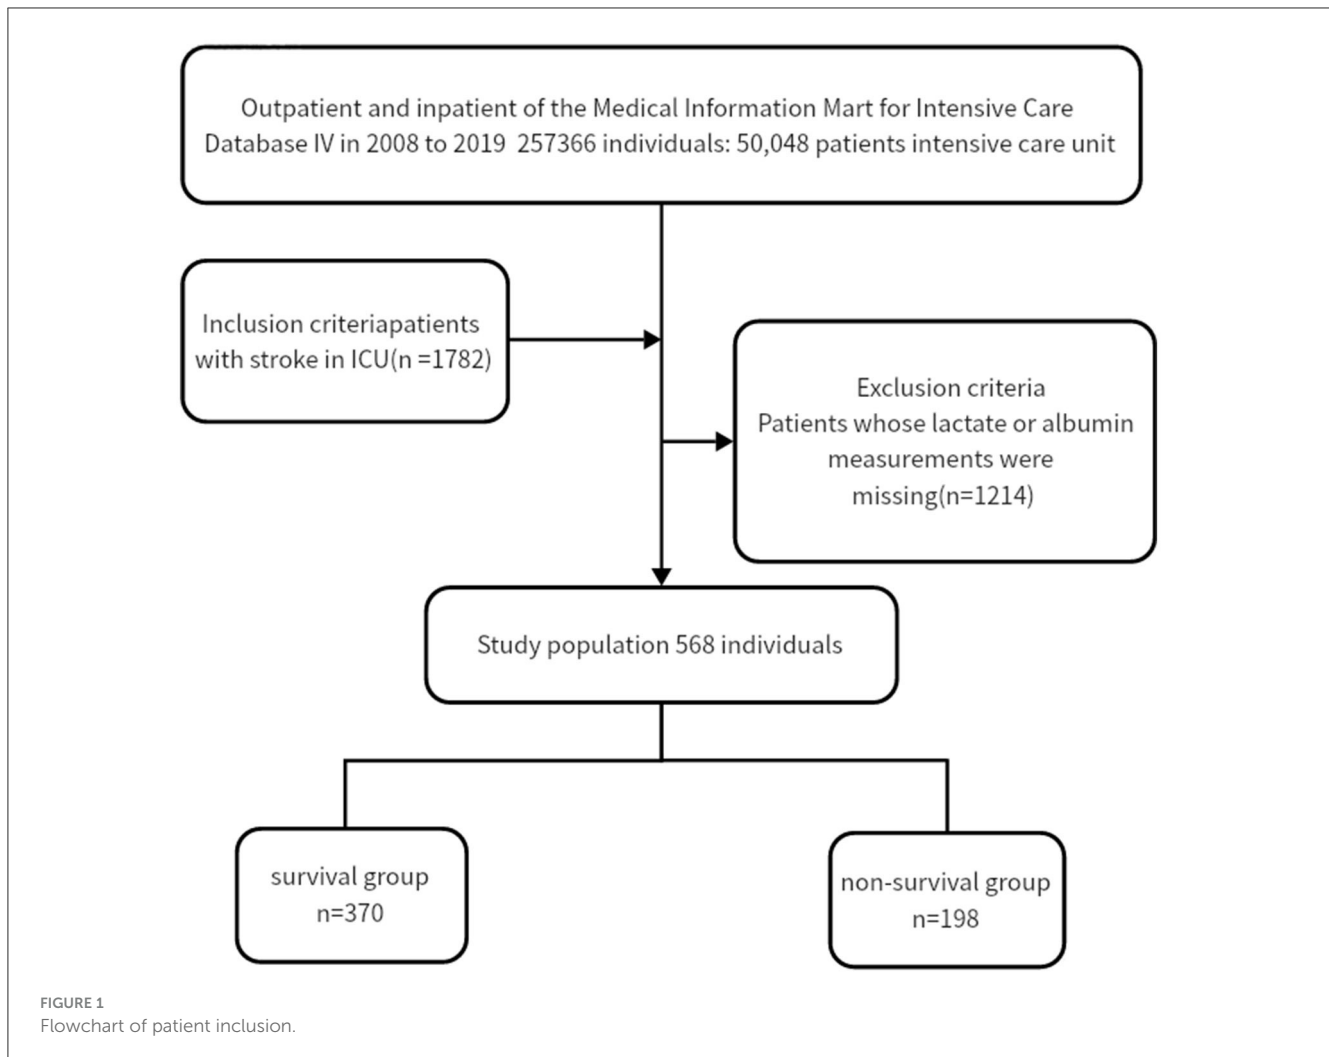 Outpatient and inpatient of the Medical Information Mart for Intensive Care
Database IV in 2008 to 2019 257366 individuals: 50,048 patients intensive care unit
Inclusion criteriapatients
with stroke in ICU(n =1782)
Exclusion criteria
Patients whose lactate or albumin
measurements were
missing(n=1214)
Study population 568 individuals
survival group
n=370
non-survival group
n=198
FIGURE 1
Flowchart of patient inclusion.